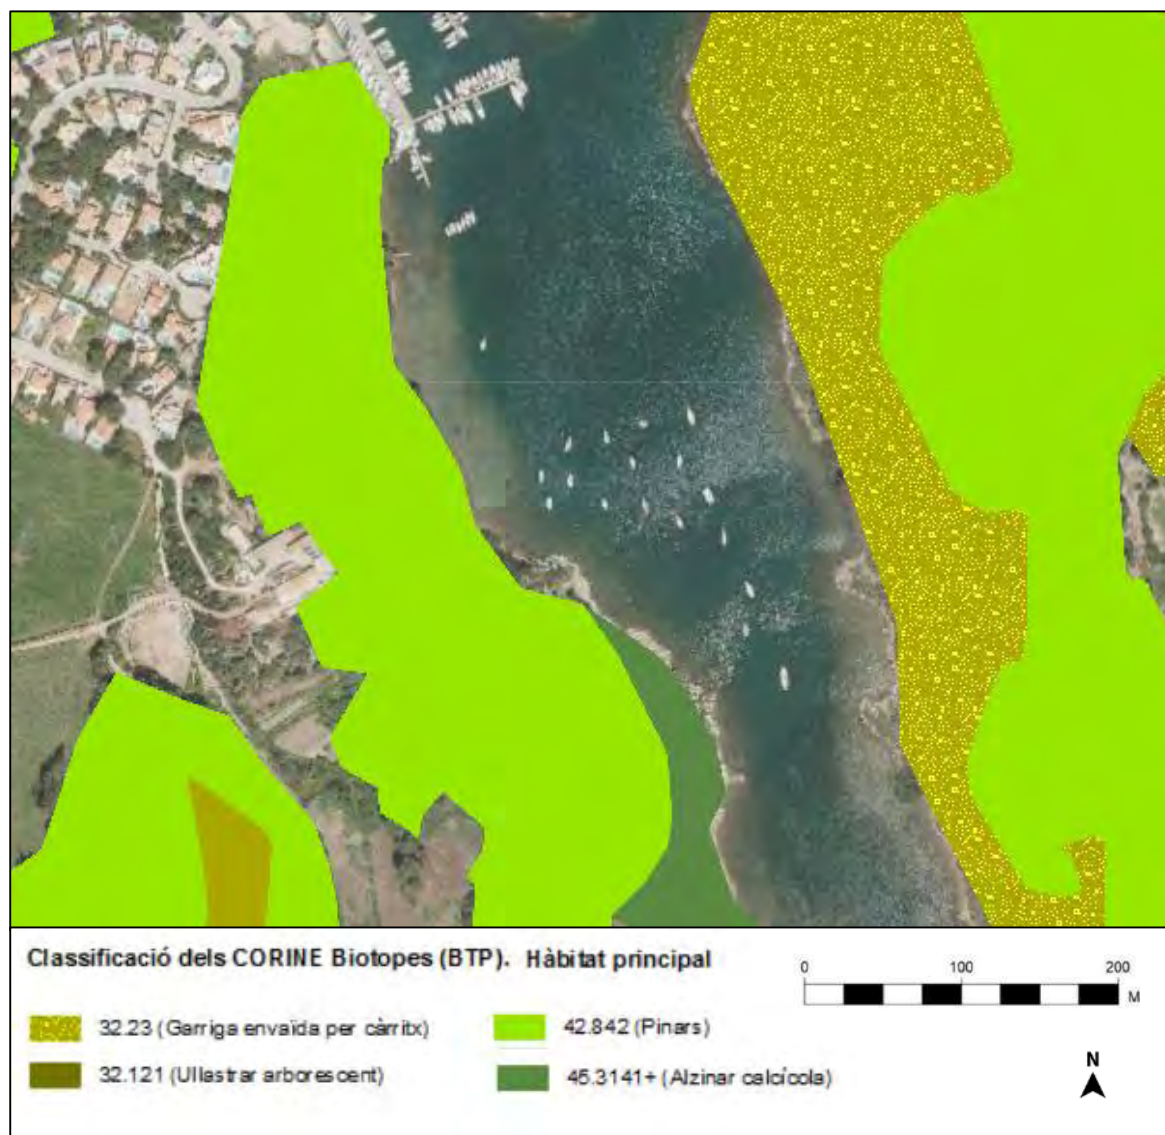 Classificació dels CORINE Biotopes (BTP). Hàbitat principal
0 100 200
M
32.23 (Garriga envaïda per càrritx)
42.842 (Pinars)
32.121 (Ullastrar arborescent)
45.3141+ (Alzinar calcícola)
N